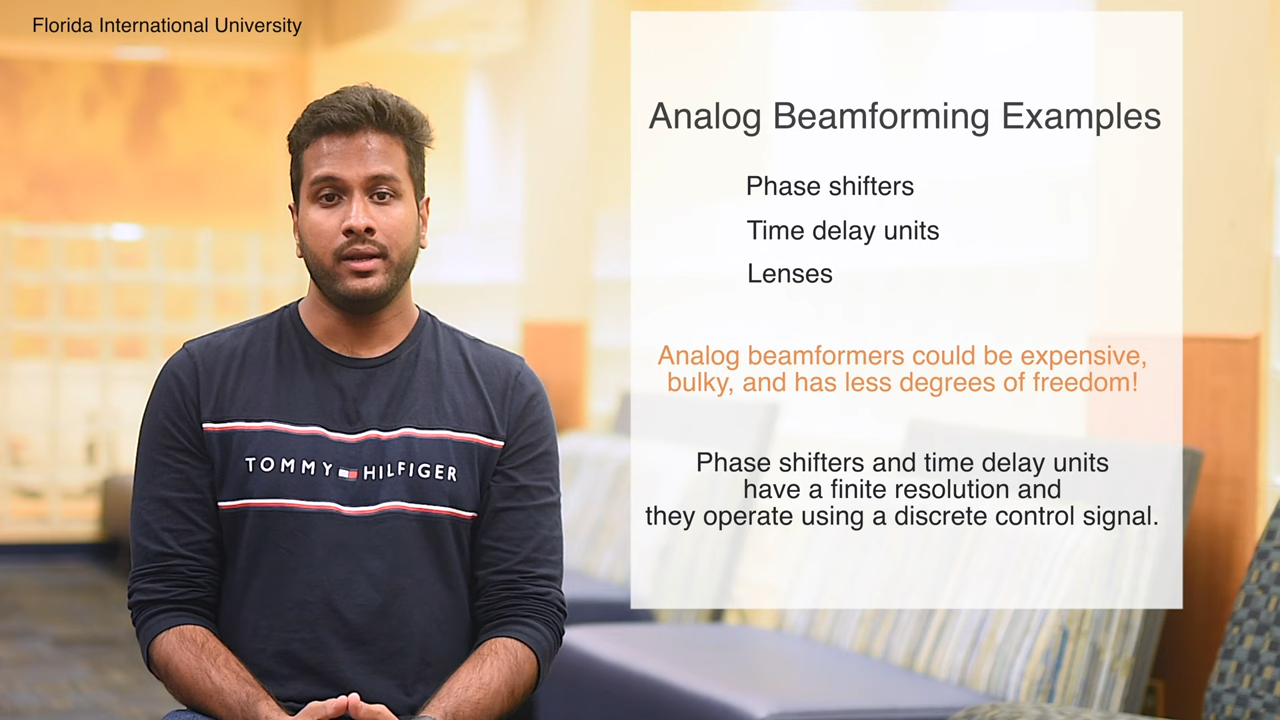 Florida International University
Analog Beamforming Examples
Phase shifters
Time delay units
Lenses
Analog beamformers could be expensive,
bulky, and has less degrees of freedom!
Phase shifters and time delay units
have a finite resolution and
they operate using a discrete control signal.
TOMMY HILFIGER